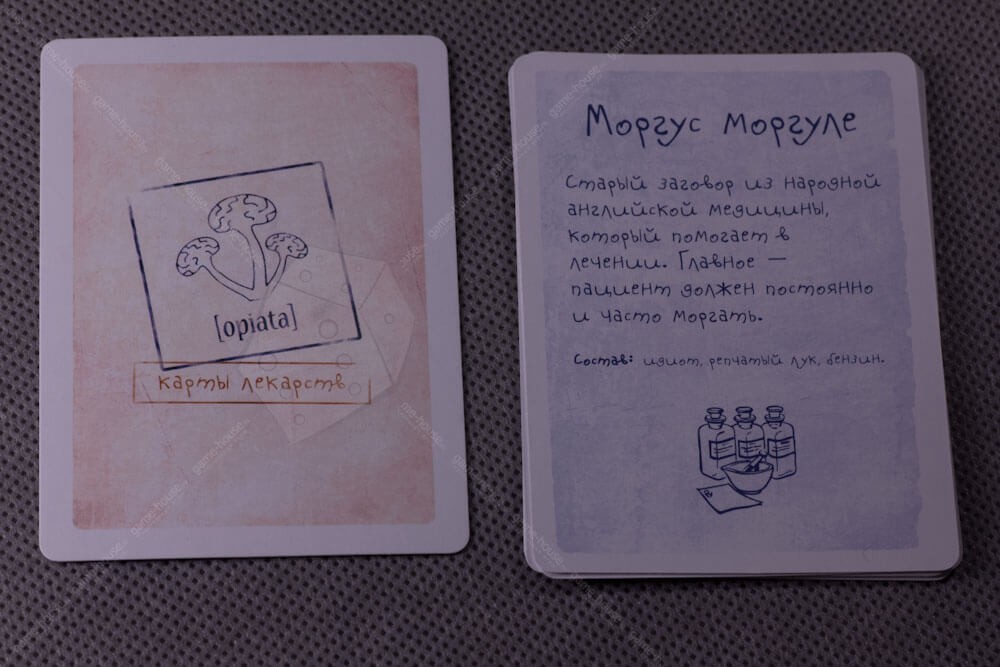 [opiata]
карты лекарств
Моргус моргуле
Старый заговор из народной
английской медицины,
который помогает в
лечении. Главное —
пациент должен постоянно
и часто моргать.
Состав: идиот, репчатый лук, бензин.